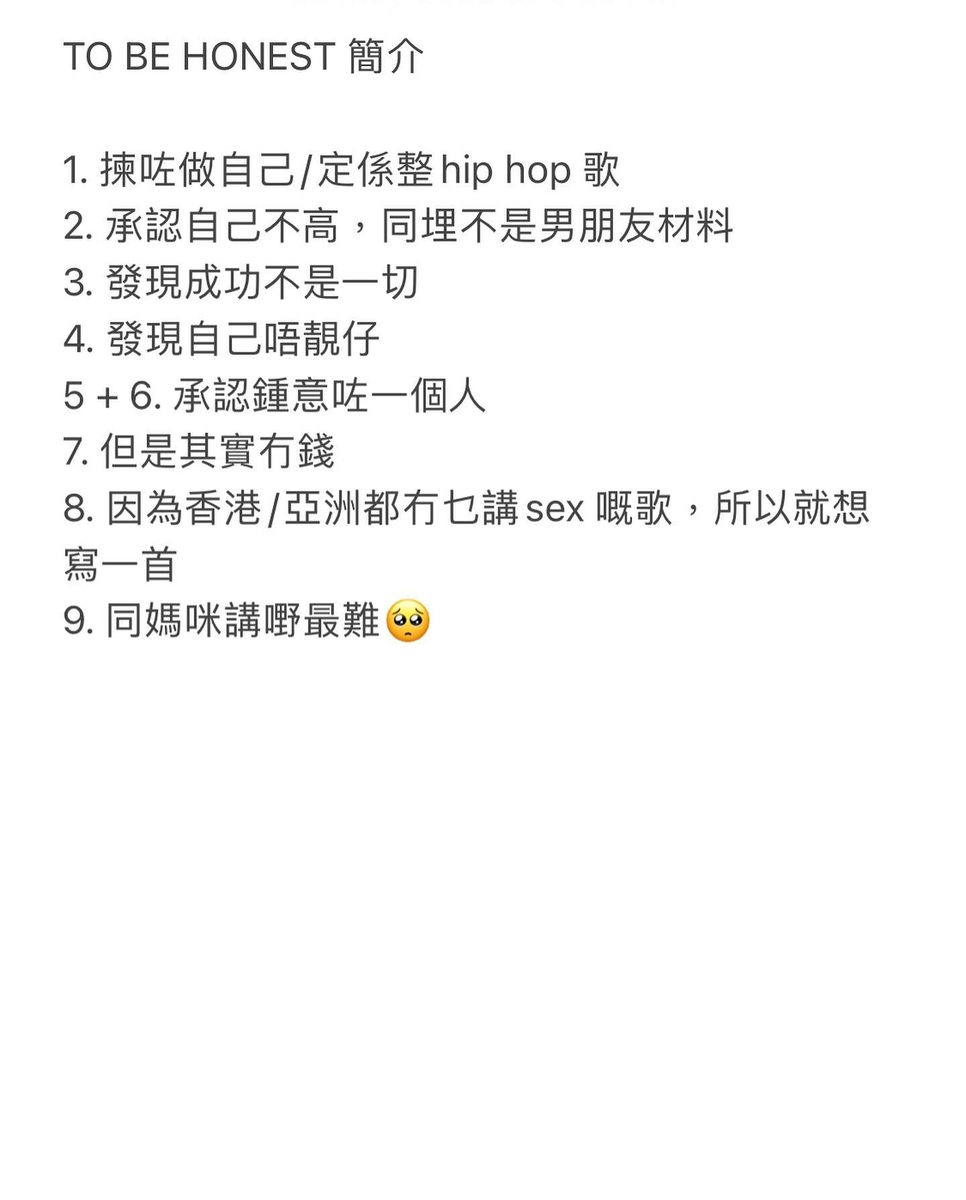 TO BE HONEST 簡介
1. 揀咗做自己/定係整hip hop 歌
2. 承認自己不高，同埋不是男朋友材料
3. 發現成功不是一切
4. 發現自己唔靚仔
5 + 6. 承認鍾意咗一個人
7. 但是其實冇錢
8. 因為香港/亞洲都冇乜講sex 嘅歌，所以就想
寫一首
9. 同媽咪講嘢最難🥺